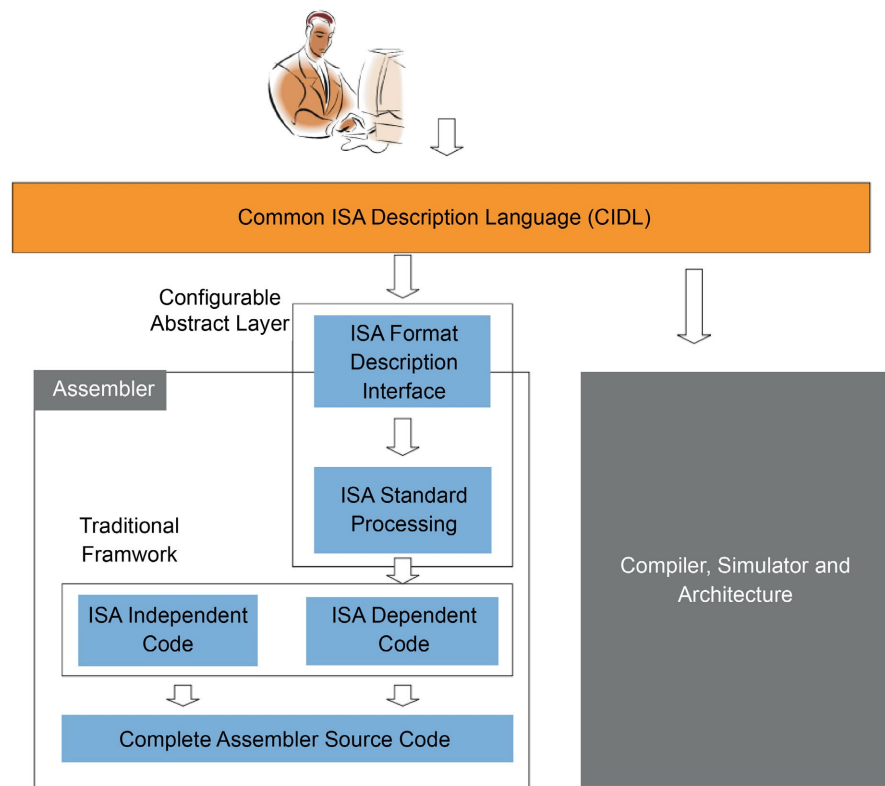 Common ISA Description Language (CIDL)
Configurable
Abstract Layer
ISA Format
Description
Interface
Assembler
ISA Standard
Processing
Traditional
Framwork
Compiler, Simulator and
Architecture
ISA Independent
Code
ISA Dependent
Code
Complete Assembler Source Code